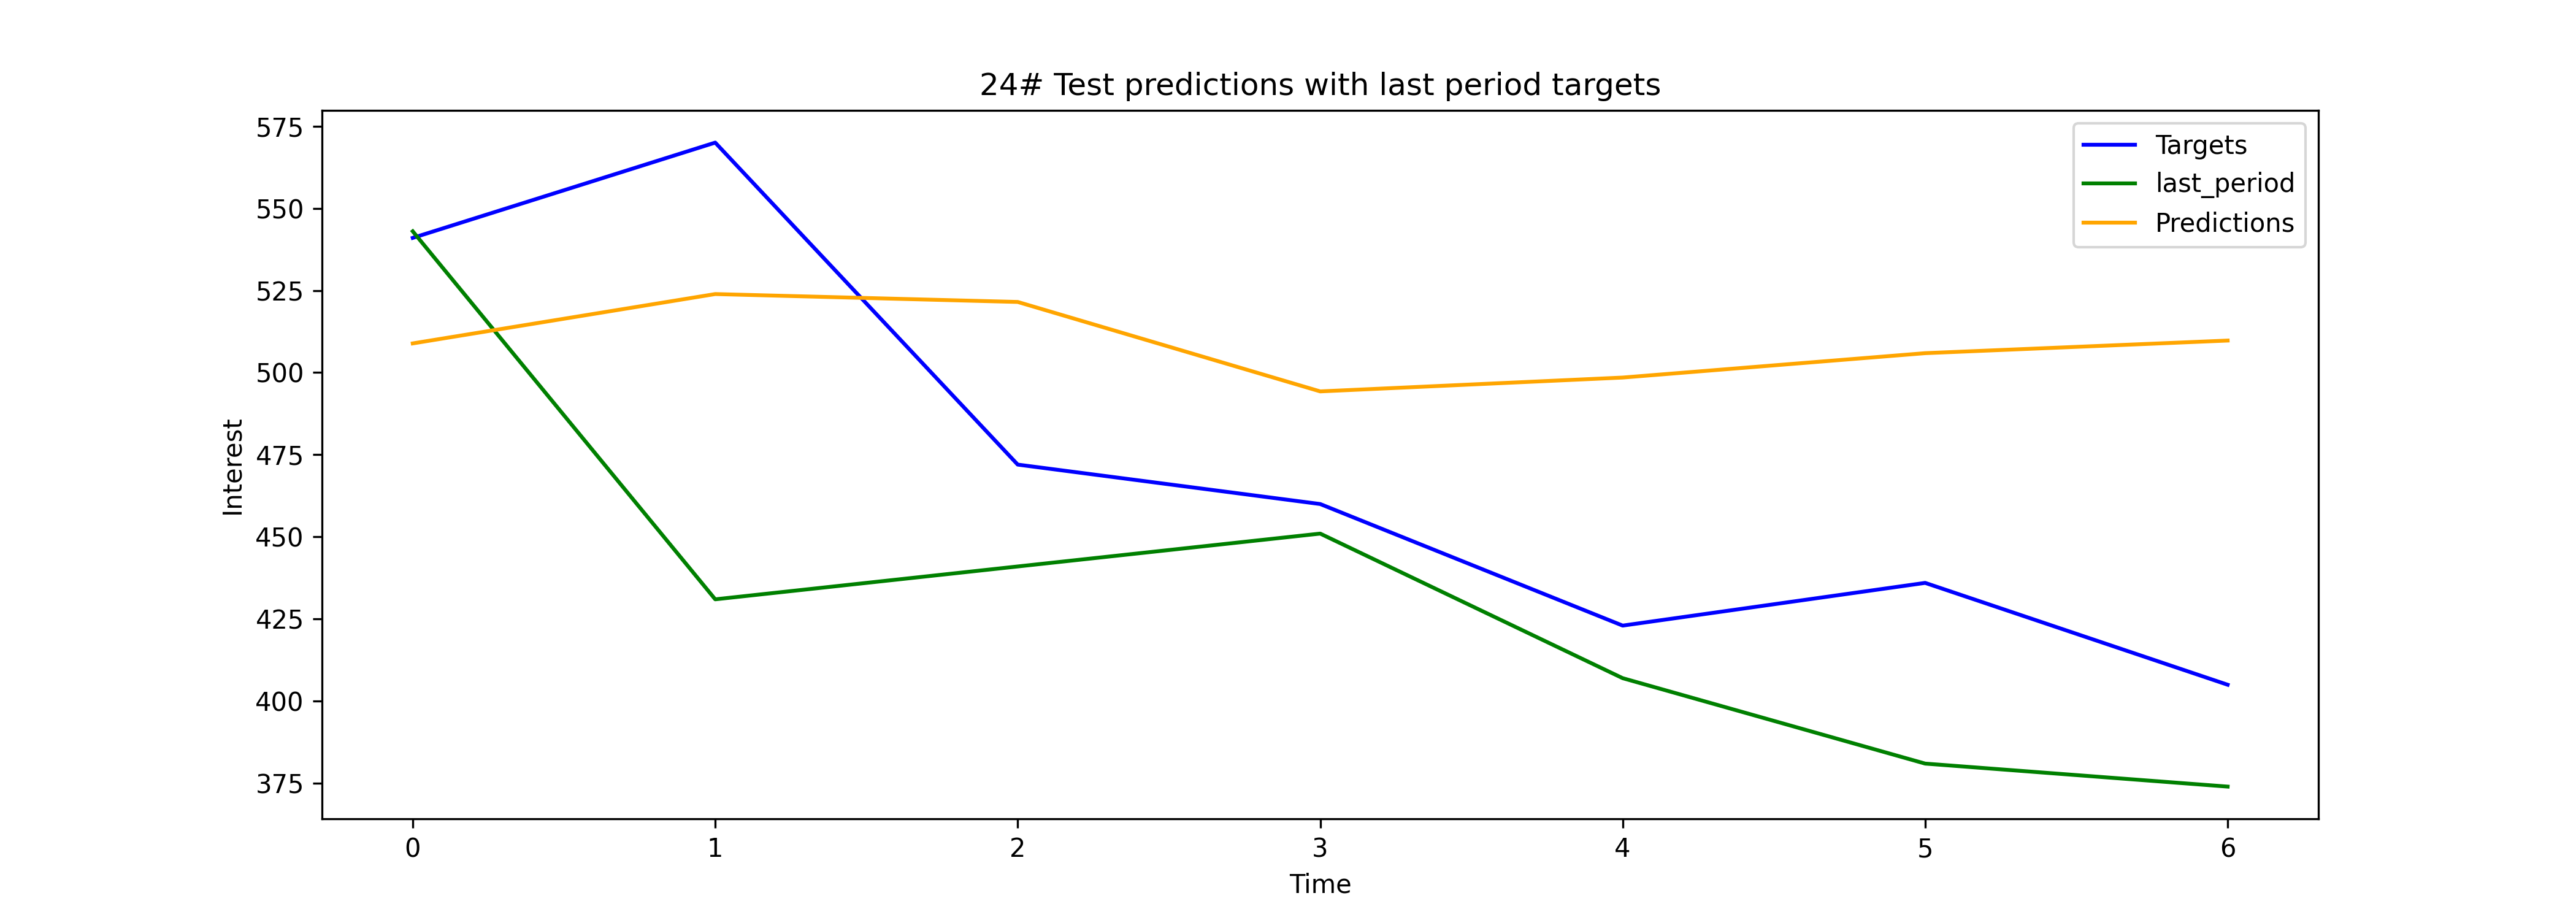 24# Test predictions with last period targets
Targets
last_period
Predictions
575
550
525
500
475
450
425
400
375
Interest
0 1 2 3 4 5 6
Time